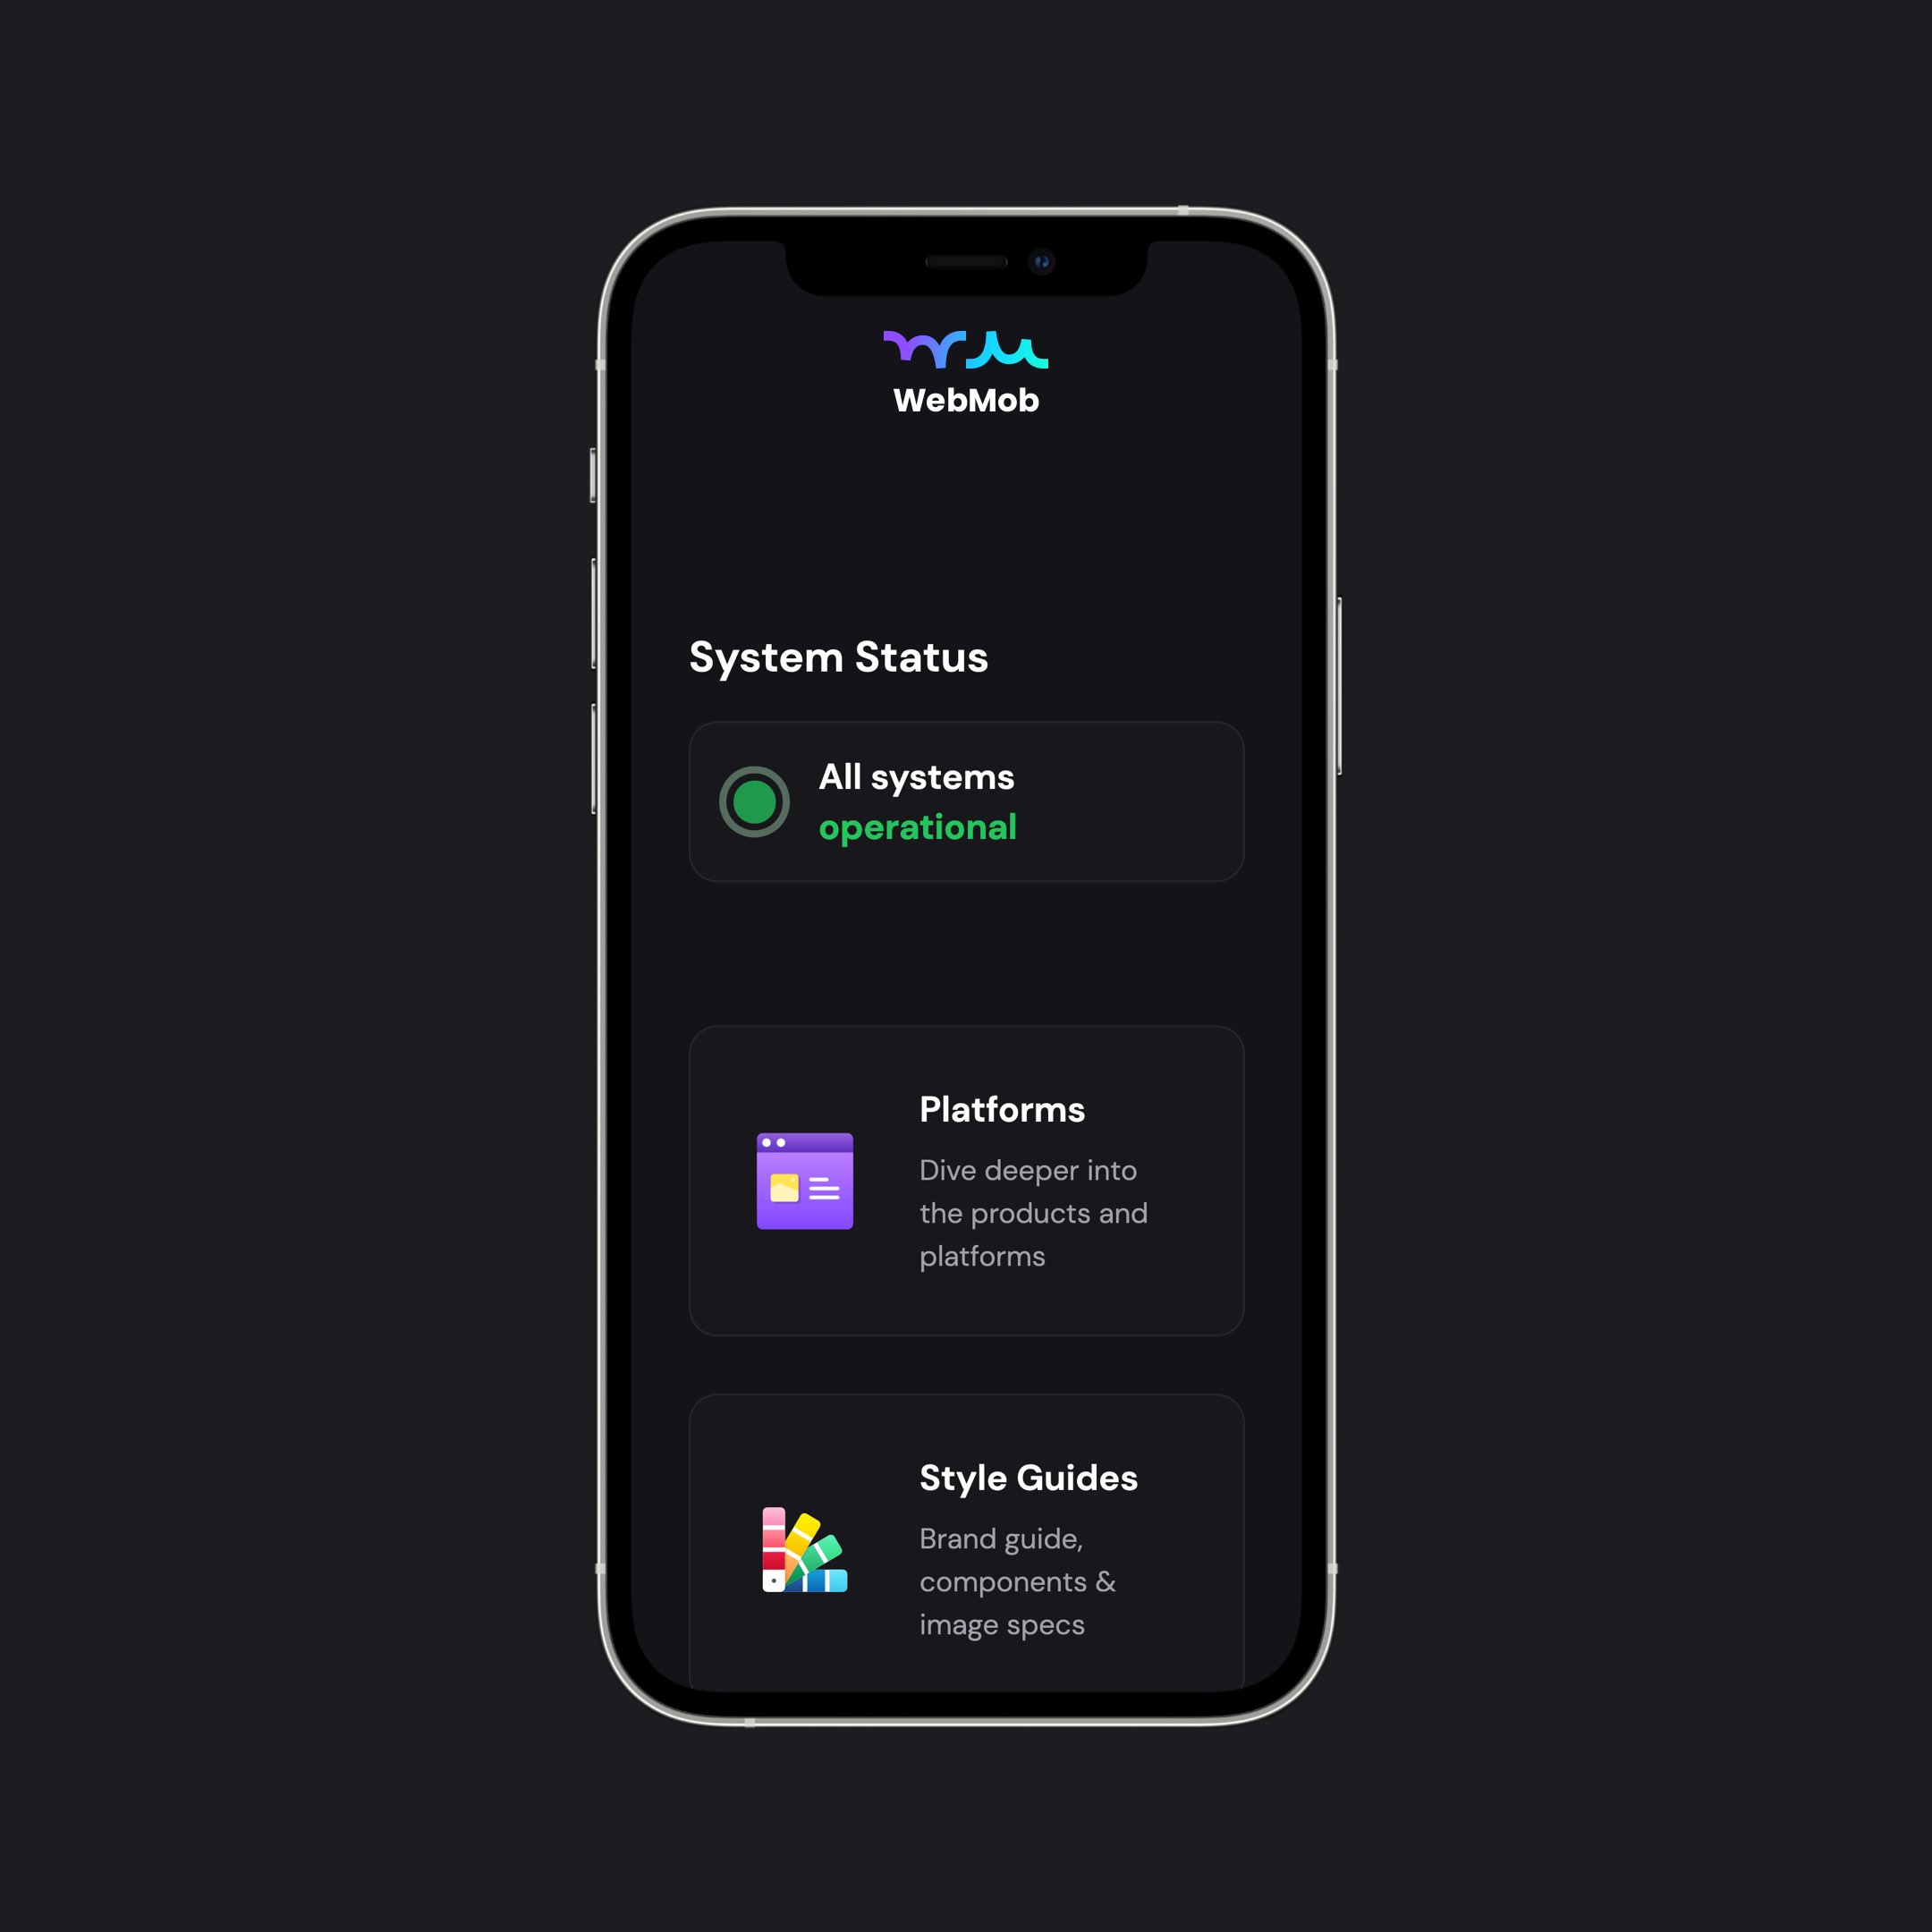 WebMob
System Status
All systems
operational
Platforms
Dive deeper into
the products and
platforms
Style Guides
Brand guide,
components &
image specs